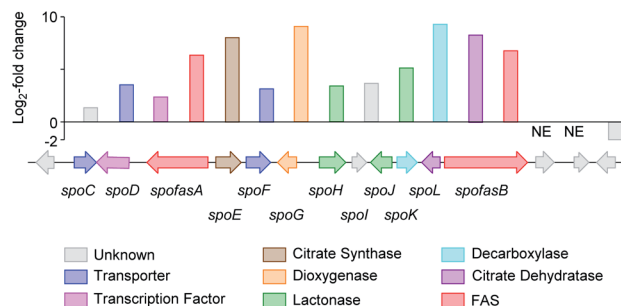 Log2-fold change
10
0
-2
NE NE
spoC spoD spofasA spoF spoH spoJ spoL spofasB
spoE spoG spoI spoK
Unknown
Citrate Synthase
Decarboxylase
Transporter
Dioxygenase
Citrate Dehydratase
Transcription Factor
Lactonase
FAS